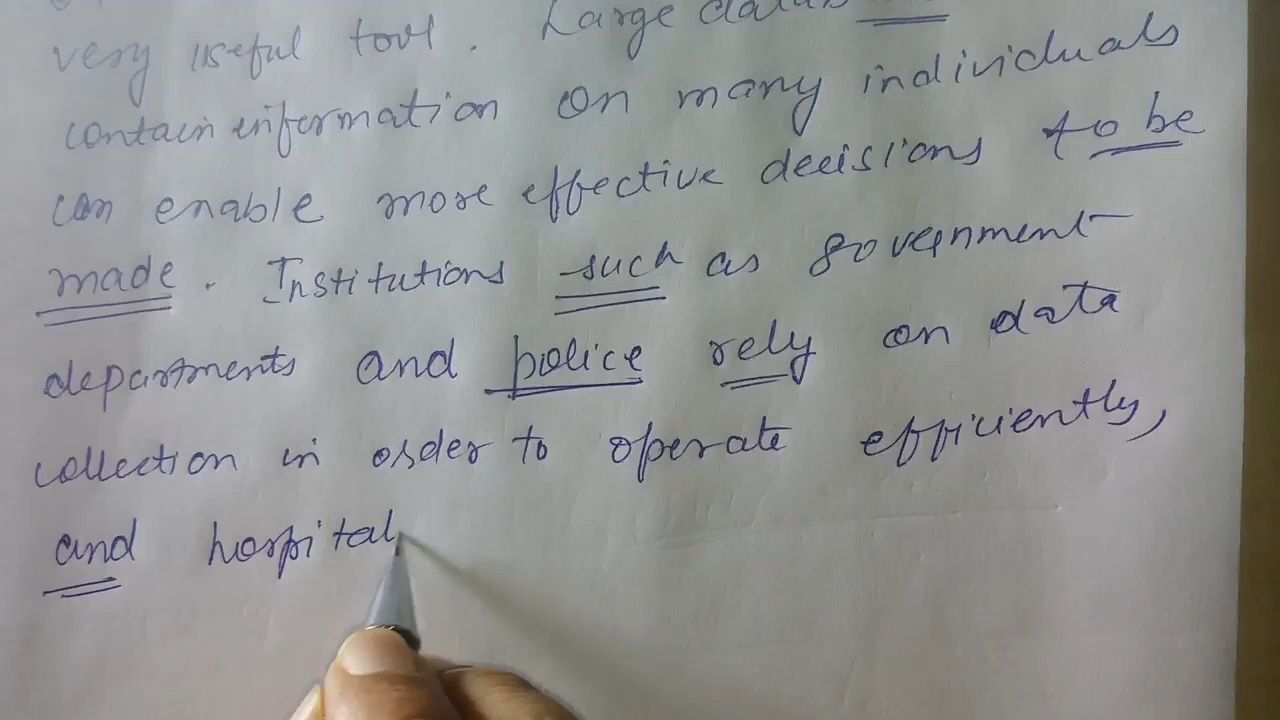 very useful tool. Large
contain information on many individuals
can enable more effective decisions to be
made. Institutions such as government
departments and police rely on data
collection in order to operate efficiently,
and hospital